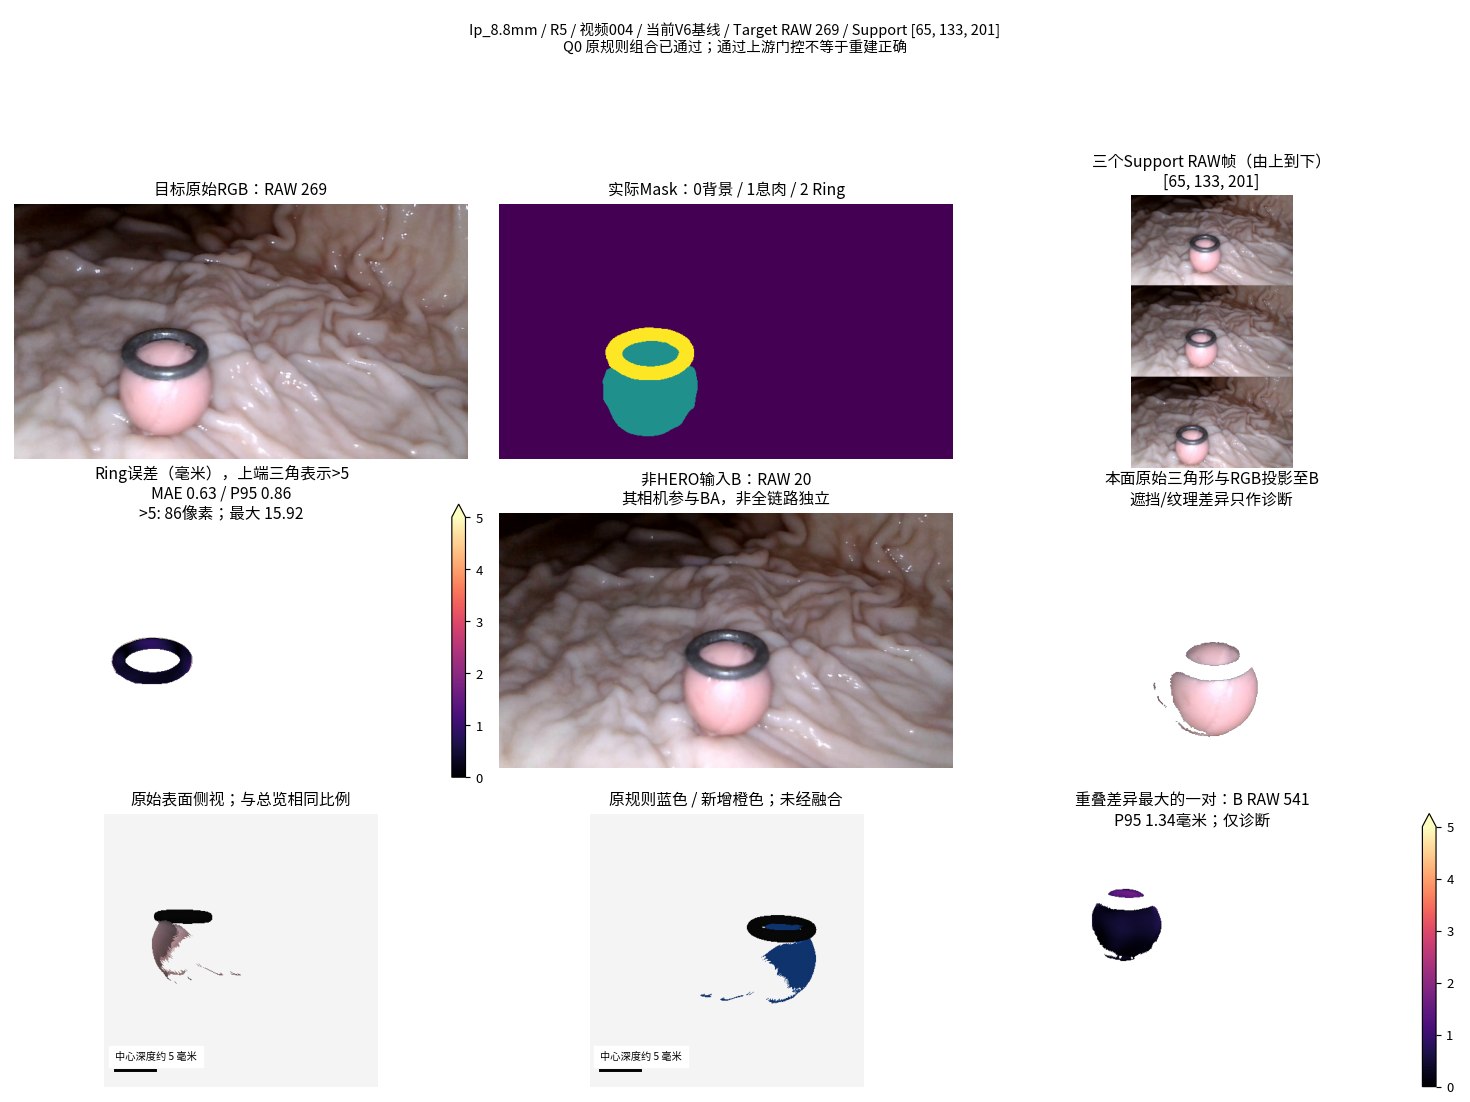 Ip_8.8mm / R5 / 视频004 / 当前V6基线 / Target RAW 269 / Support [65, 133, 201]
Q0 原规则组合已通过；通过上游门控不等于重建正确
目标原始RGB：RAW 269
实际Mask：0背景 / 1息肉 / 2 Ring
三个Support RAW帧（由上到下）
[65, 133, 201]
Ring误差（毫米），上端三角表示>5
MAE 0.63 / P95 0.86
>5: 86像素；最大 15.92
5
4
3
2
1
0
非HERO输入B：RAW 20
其相机参与BA，非全链路独立
本面原始三角形与RGB投影至B
遮挡/纹理差异只作诊断
原始表面侧视；与总览相同比例
中心深度约 5 毫米
原规则蓝色 / 新增橙色；未经融合
中心深度约 5 毫米
重叠差异最大的一对：B RAW 541
P95 1.34毫米；仅诊断
5
4
3
2
1
0